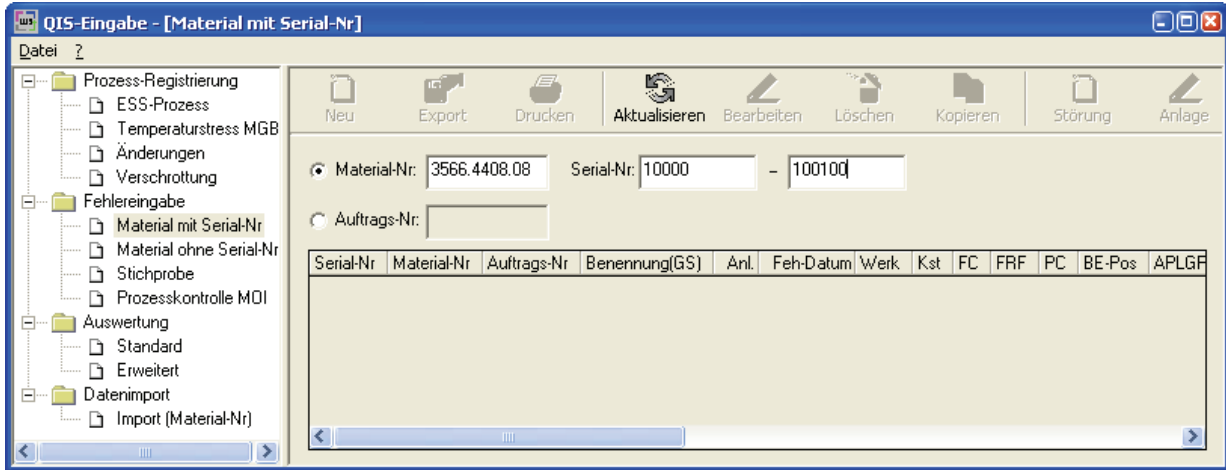 QIS-Eingabe - [Material mit Serial-Nr]
Datei ?
Prozess-Registrierung
ESS-Prozess
Temperaturstress MGB
Änderungen
Verschrottung
Fehlereingabe
Material mit Serial-Nr
Material ohne Serial-Nr
Stichprobe
Prozesskontrolle MOI
Auswertung
Standard
Erweitert
Datenimport
Import (Material-Nr)
Neu Export Drucken Aktualisieren Bearbeiten Löschen Kopieren Störung Anlage
Material-Nr: 3566.4408.08 Serial-Nr: 10000 – 100100
Auftrags-Nr:
Serial-Nr Material-Nr Auftrags-Nr Benennung(GS) Anl. Feh-Datum Werk Kst FC FRF PC BE-Pos APLGF